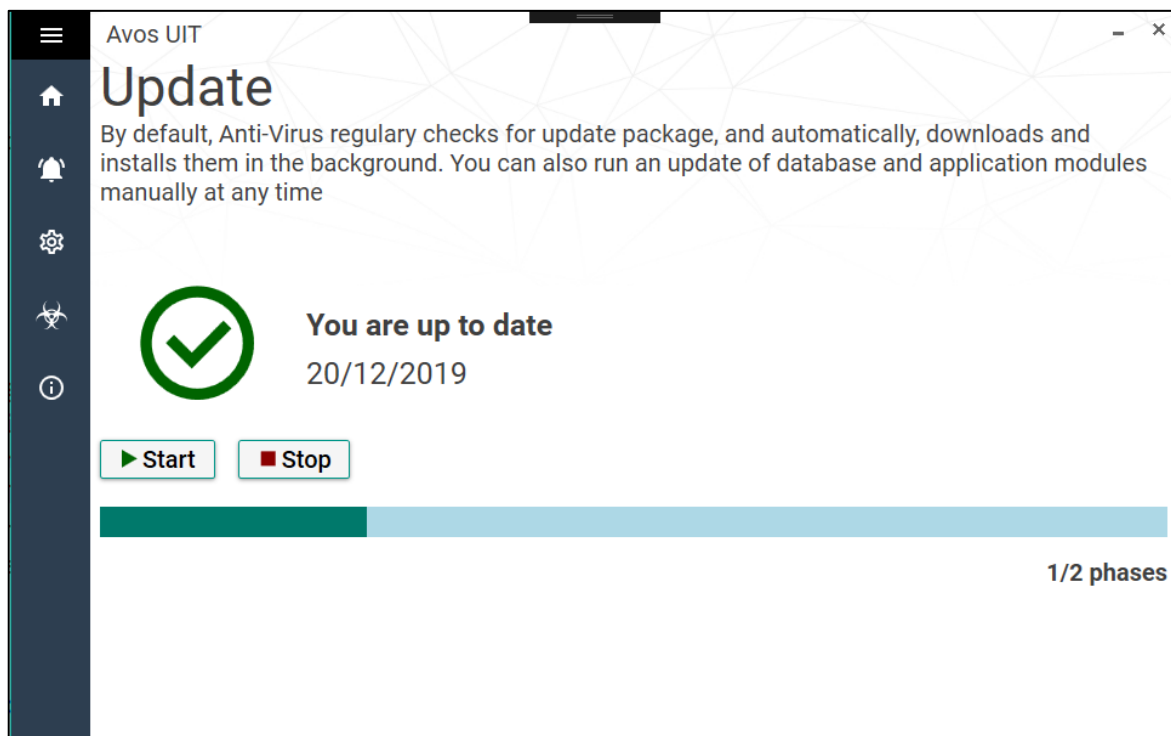 Avos UIT
Update
By default, Anti-Virus regulary checks for update package, and automatically, downloads and
installs them in the background. You can also run an update of database and application modules
manually at any time
You are up to date
20/12/2019
Start Stop
1/2 phases